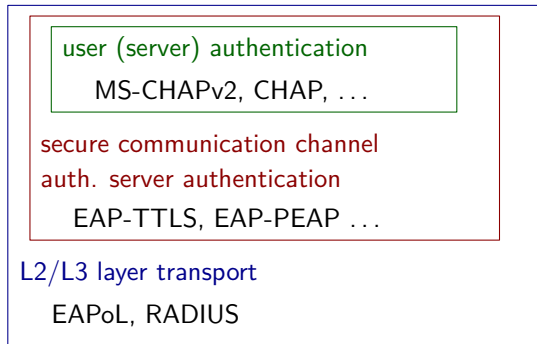 user (server) authentication
MS-CHAPv2, CHAP, ...
secure communication channel
auth. server authentication
EAP-TTLS, EAP-PEAP ...
L2/L3 layer transport
EAPoL, RADIUS